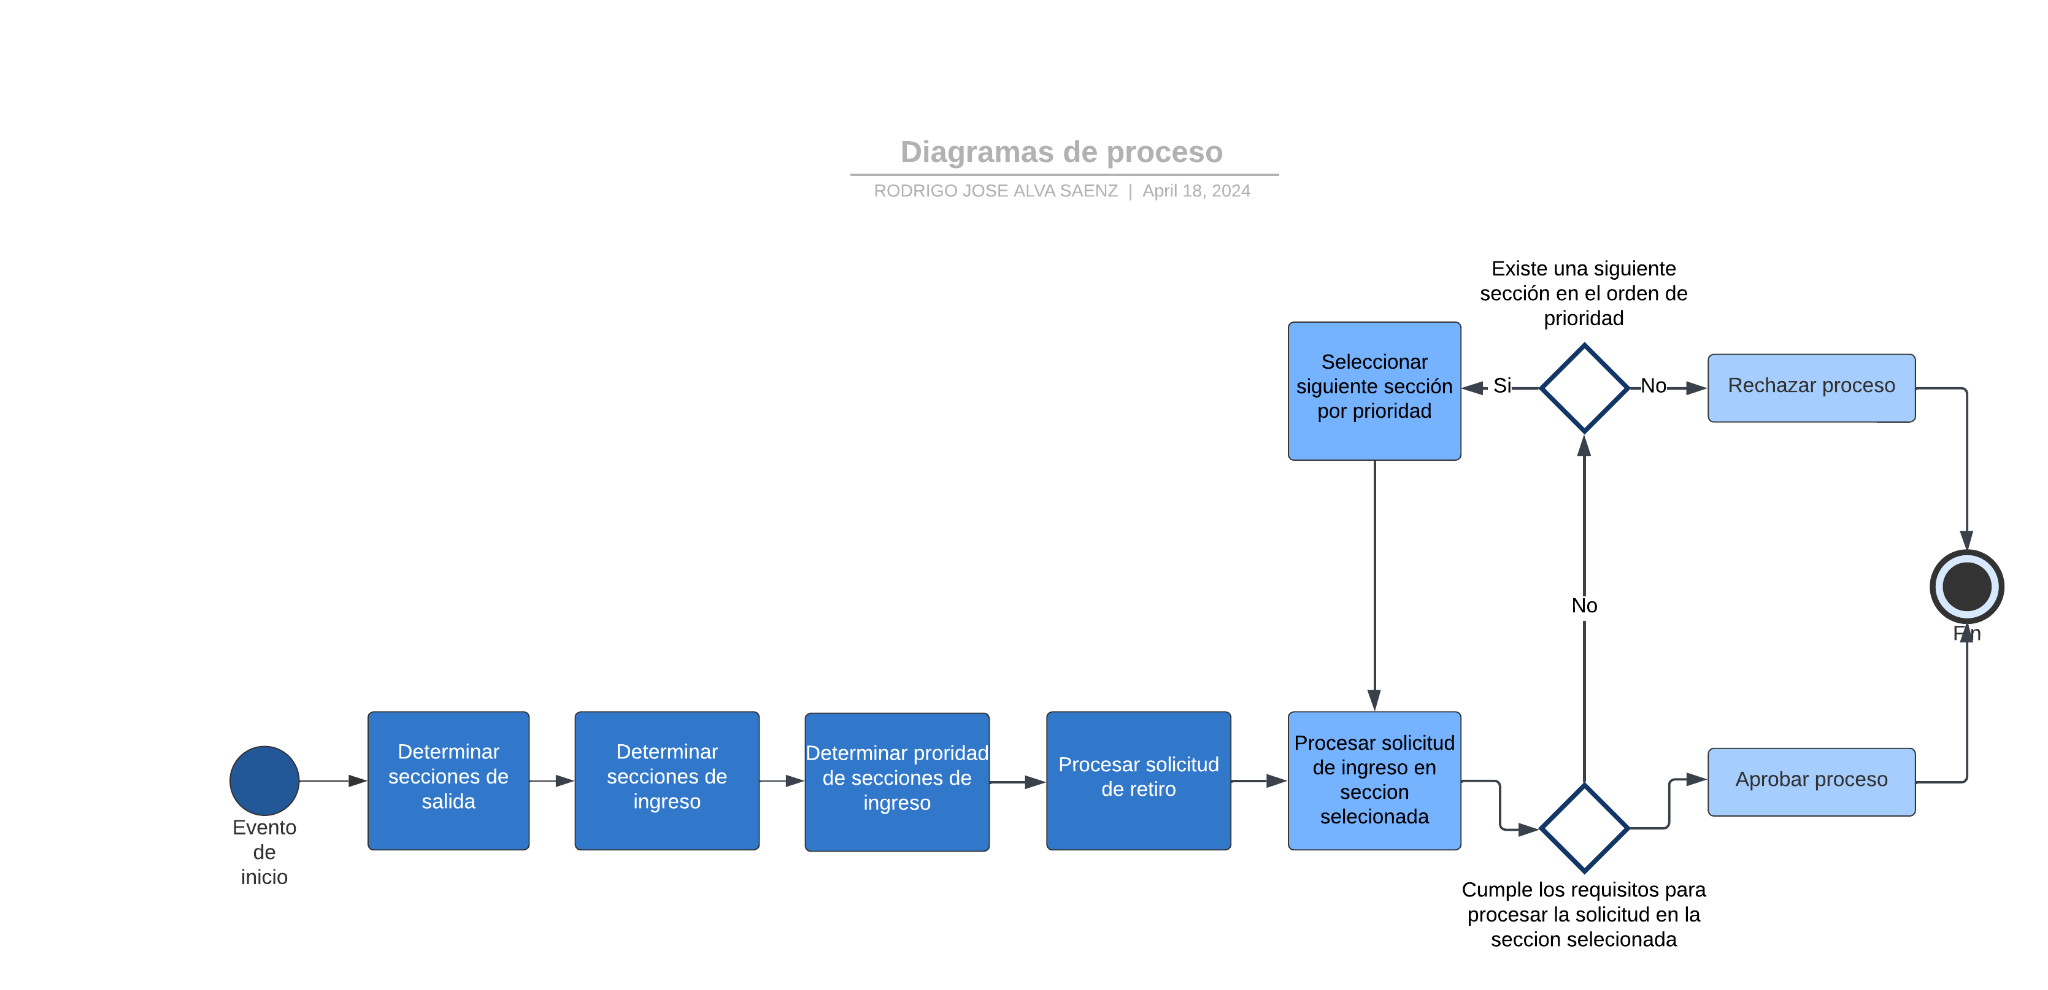 Diagramas de proceso
RODRIGO JOSE ALVA SAENZ | April 18, 2024
Existe una siguiente
sección en el orden de
prioridad
Seleccionar
siguiente sección
por prioridad
Si
No
Rechazar proceso
No
Fin
Evento
de
inicio
Determinar
secciones de
salida
Determinar
secciones de
ingreso
Determinar proridad
de secciones de
ingreso
Procesar solicitud
de retiro
Procesar solicitud
de ingreso en
seccion
selecionada
Aprobar proceso
Cumple los requisitos para
procesar la solicitud en la
seccion selecionada